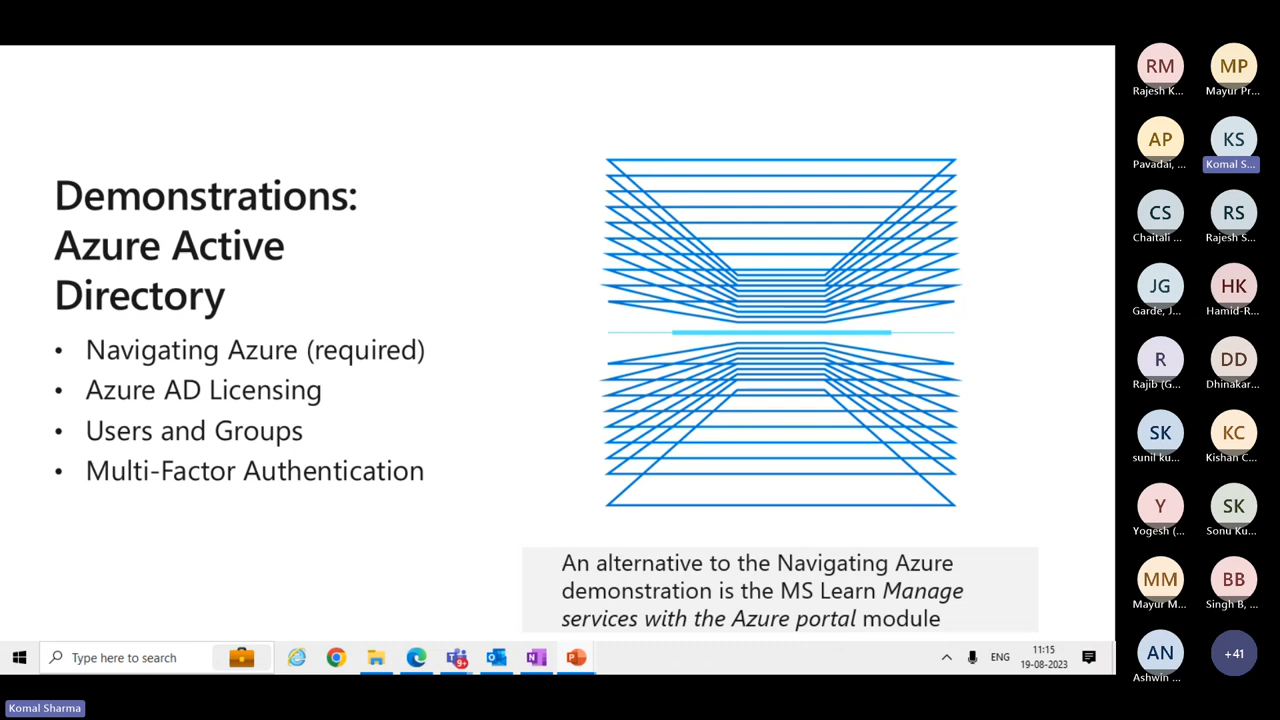 Demonstrations:
Azure Active
Directory
• Navigating Azure (required)
• Azure AD Licensing
• Users and Groups
• Multi-Factor Authentication
An alternative to the Navigating Azure
demonstration is the MS Learn Manage
services with the Azure portal module
Type here to search
9+
ENG
11:15
19-08-2023
RM
Rajesh K...
MP
Mayur Pr...
AP
Pavadai, ...
KS
Komal S...
CS
Chaitali ...
RS
Rajesh S...
JG
Garde, J...
HK
Hamid-R...
R
Rajib (G...
DD
Dhinakar...
SK
sunil ku...
KC
Kishan C...
Y
Yogesh (...
SK
Sonu Ku...
MM
Mayur M...
BB
Singh B, ...
AN
Ashwin ...
+41
Komal Sharma